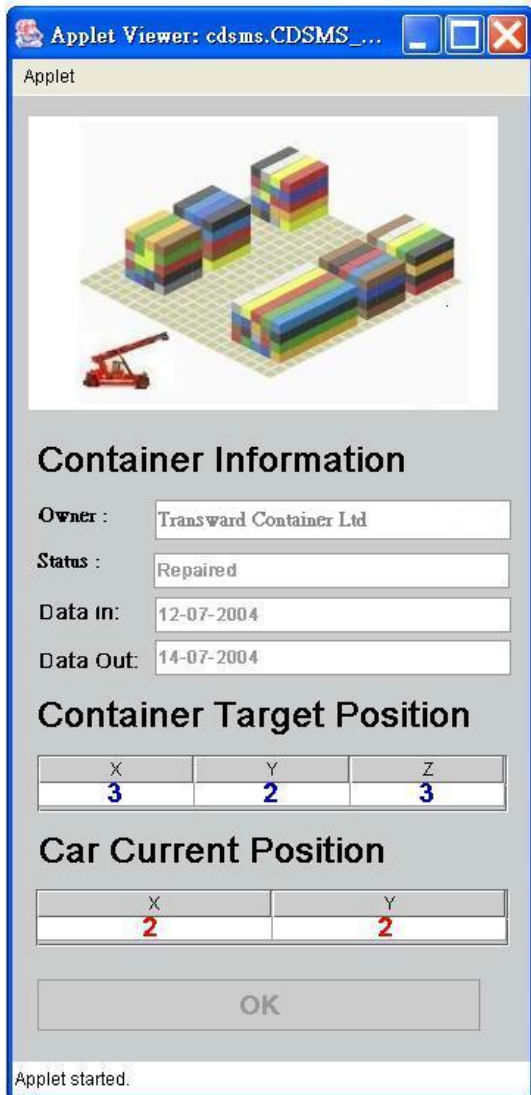 Applet Viewer: cdsms.CDSMS_...
Applet
Container Information
Owner : Transward Container Ltd
Status : Repaired
Data in: 12-07-2004
Data Out: 14-07-2004
Container Target Position
X Y Z
3 2 3
Car Current Position
X Y
2 2
OK
Applet started.